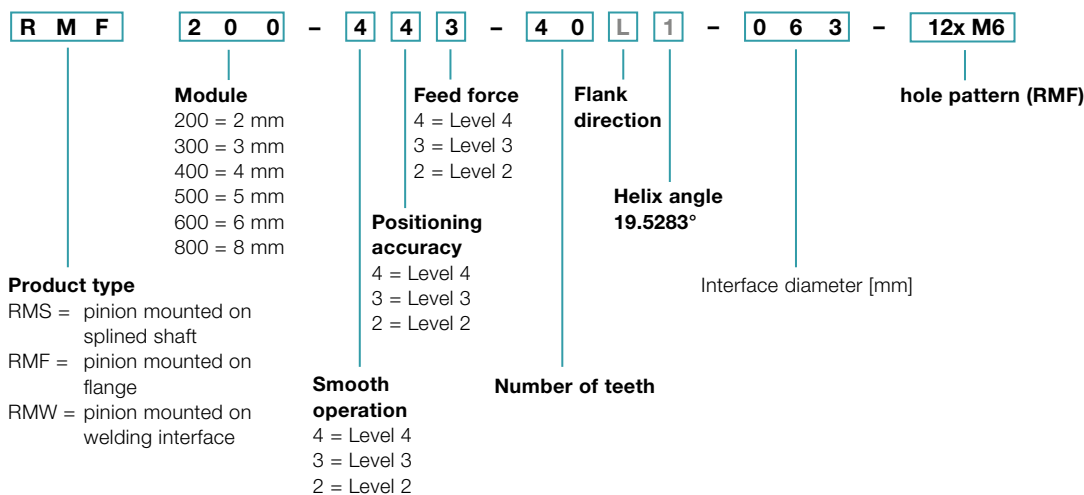 R M F 2 0 0 – 4 4 3 – 4 0 L 1 – 0 6 3 – 12x M6
Module
200 = 2 mm
300 = 3 mm
400 = 4 mm
500 = 5 mm
600 = 6 mm
800 = 8 mm
Feed force
4 = Level 4
3 = Level 3
2 = Level 2
Flank
direction
hole pattern (RMF)
Helix angle
19.5283°
Positioning
accuracy
4 = Level 4
3 = Level 3
2 = Level 2
Interface diameter [mm]
Product type
RMS = pinion mounted on
splined shaft
RMF = pinion mounted on
flange
RMW = pinion mounted on
welding interface
Smooth
operation
4 = Level 4
3 = Level 3
2 = Level 2
Number of teeth